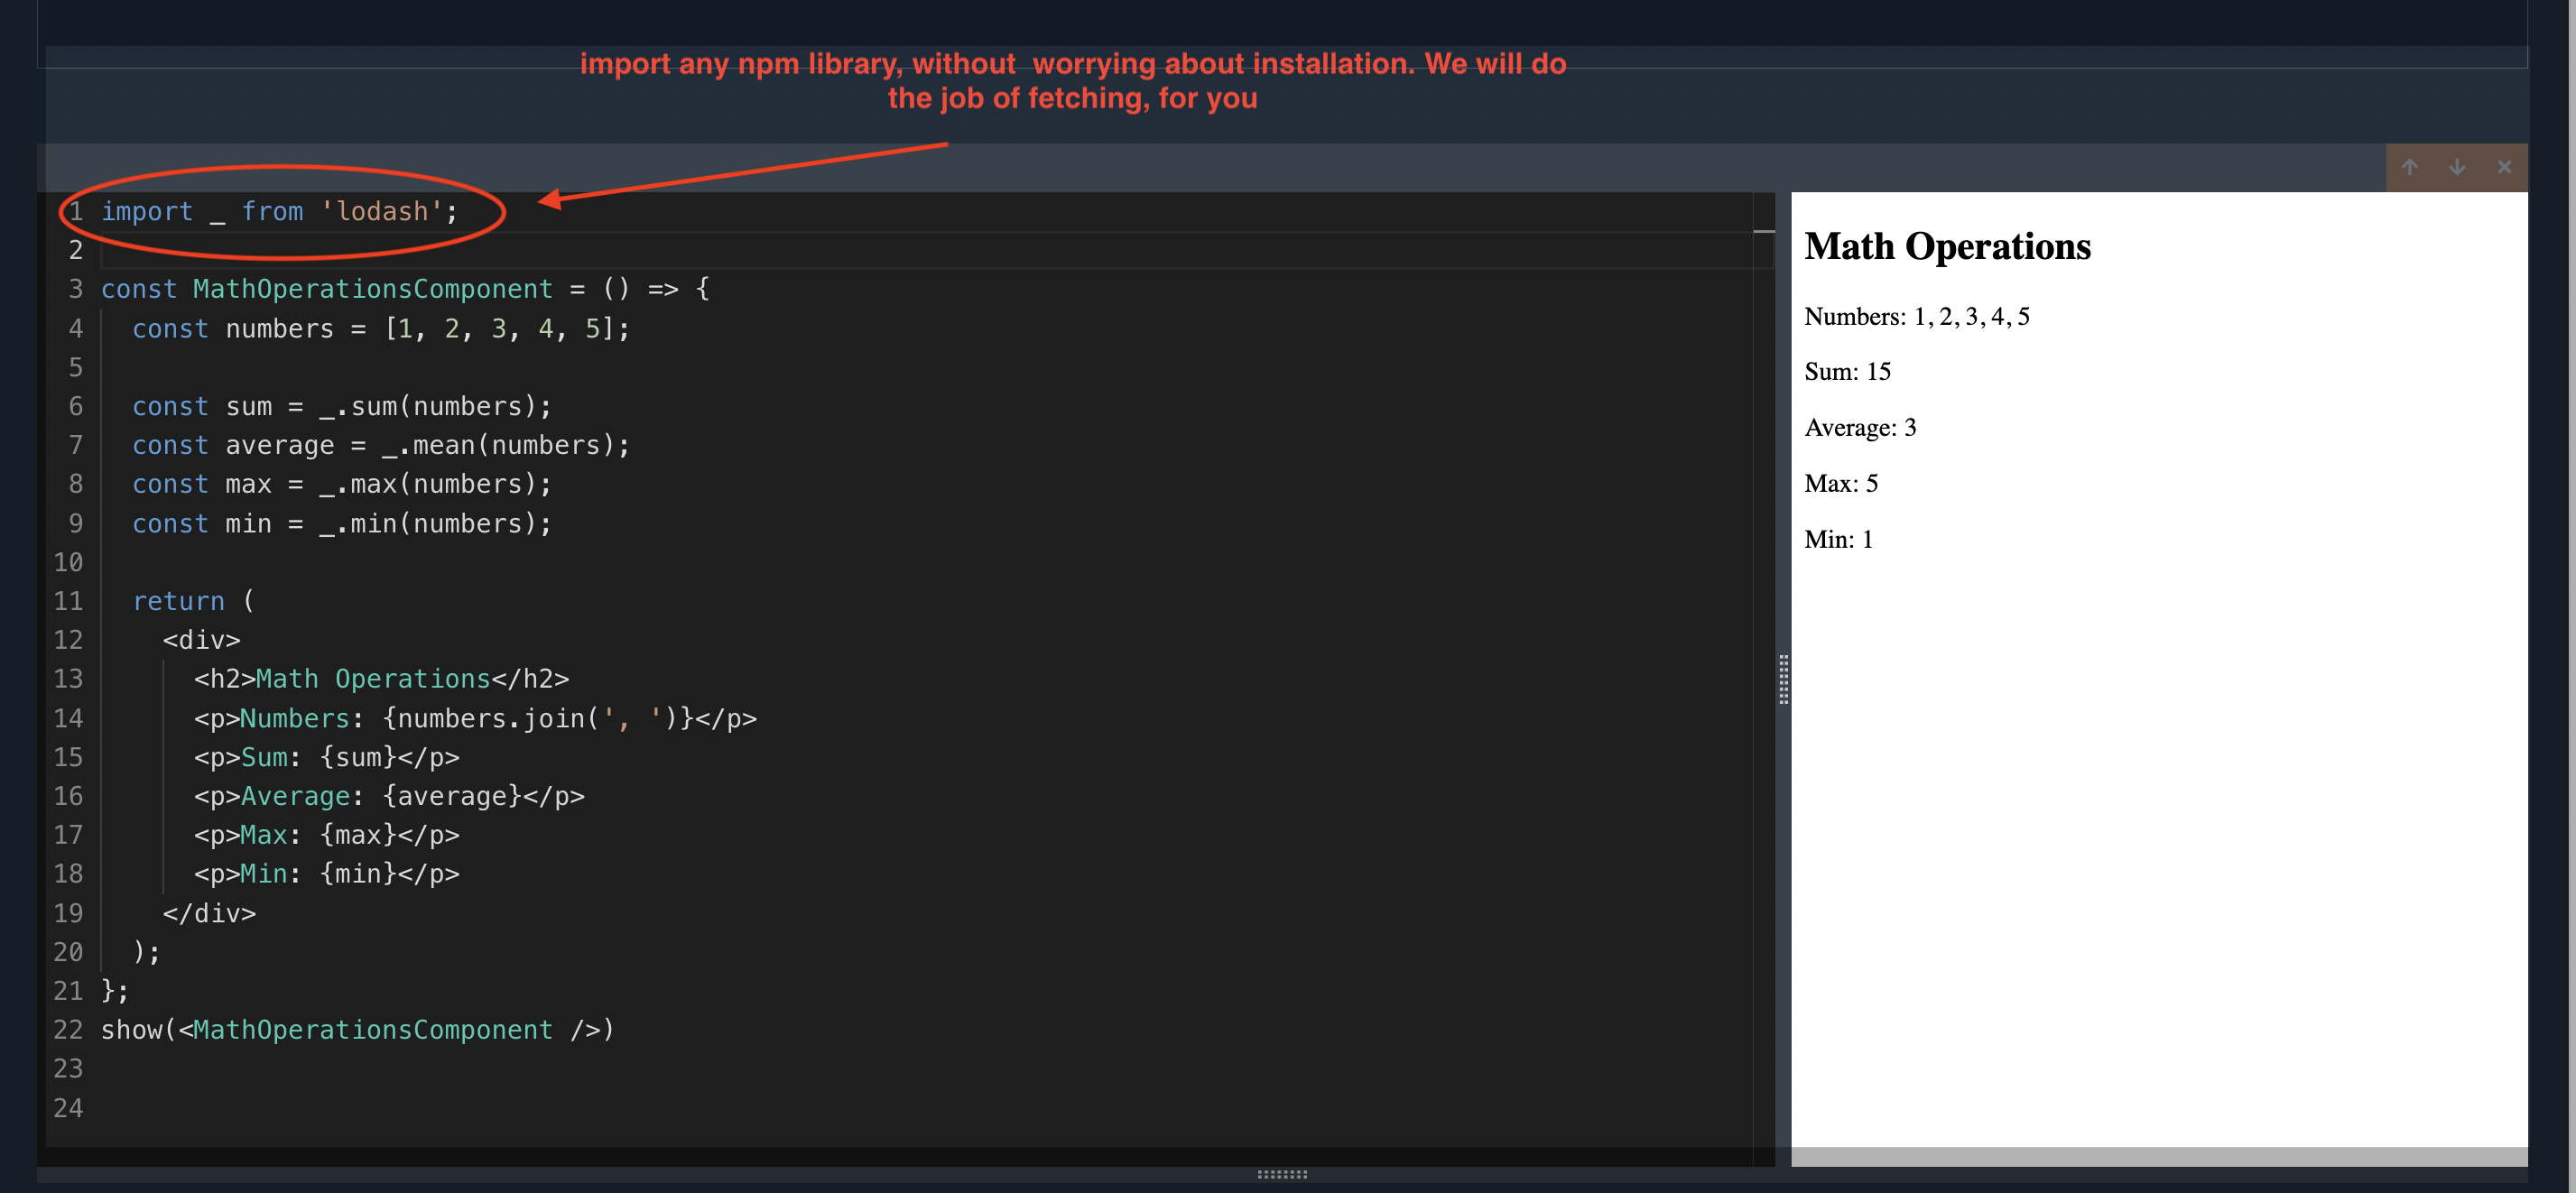 import any npm library, without  worrying about installation. We will do
the job of fetching, for you
1 import _ from 'lodash';
2
3 const MathOperationsComponent = () => {
4   const numbers = [1, 2, 3, 4, 5];
5
6   const sum = _.sum(numbers);
7   const average = _.mean(numbers);
8   const max = _.max(numbers);
9   const min = _.min(numbers);
10
11   return (
12     <div>
13       <h2>Math Operations</h2>
14       <p>Numbers: {numbers.join(', ')}</p>
15       <p>Sum: {sum}</p>
16       <p>Average: {average}</p>
17       <p>Max: {max}</p>
18       <p>Min: {min}</p>
19     </div>
20   );
21 };
22 show(<MathOperationsComponent />)
23
24
Math Operations
Numbers: 1, 2, 3, 4, 5
Sum: 15
Average: 3
Max: 5
Min: 1